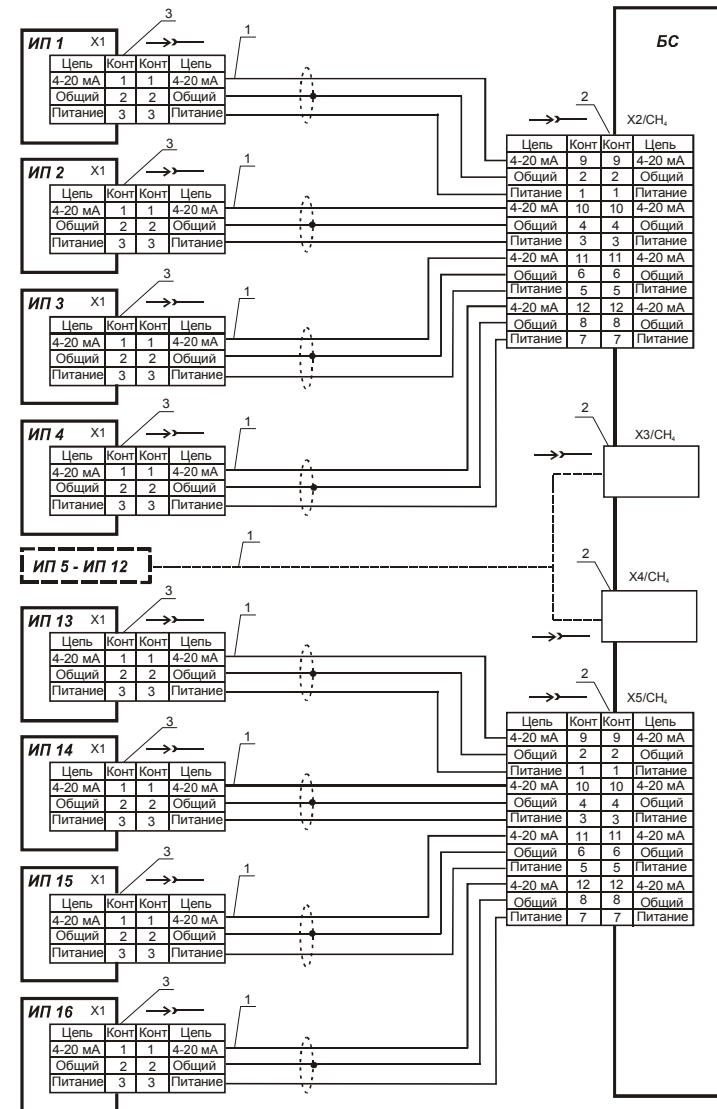 ИП 1 X1 3 1
Цепь Конт Конт Цепь
4-20 мА 1 1 4-20 мА
Общий 2 2 Общий
Питание 3 3 Питание
БС
2 X2/CH₄
Цепь Конт Конт Цепь
4-20 мА 9 9 4-20 мА
Общий 2 2 Общий
Питание 1 1 Питание
4-20 мА 10 10 4-20 мА
Общий 4 4 Общий
Питание 3 3 Питание
4-20 мА 11 11 4-20 мА
Общий 6 6 Общий
Питание 5 5 Питание
4-20 мА 12 12 4-20 мА
Общий 8 8 Общий
Питание 7 7 Питание
ИП 2 X1 3 1
Цепь Конт Конт Цепь
4-20 мА 1 1 4-20 мА
Общий 2 2 Общий
Питание 3 3 Питание
ИП 3 X1 3 1
Цепь Конт Конт Цепь
4-20 мА 1 1 4-20 мА
Общий 2 2 Общий
Питание 3 3 Питание
ИП 4 X1 3 1
Цепь Конт Конт Цепь
4-20 мА 1 1 4-20 мА
Общий 2 2 Общий
Питание 3 3 Питание
2 X3/CH₄
ИП 5 - ИП 12 1
2 X4/CH₄
ИП 13 X1 3 1
Цепь Конт Конт Цепь
4-20 мА 1 1 4-20 мА
Общий 2 2 Общий
Питание 3 3 Питание
2 X5/CH₄
Цепь Конт Конт Цепь
4-20 мА 9 9 4-20 мА
Общий 2 2 Общий
Питание 1 1 Питание
4-20 мА 10 10 4-20 мА
Общий 4 4 Общий
Питание 3 3 Питание
4-20 мА 11 11 4-20 мА
Общий 6 6 Общий
Питание 5 5 Питание
4-20 мА 12 12 4-20 мА
Общий 8 8 Общий
Питание 7 7 Питание
ИП 14 X1 3 1
Цепь Конт Конт Цепь
4-20 мА 1 1 4-20 мА
Общий 2 2 Общий
Питание 3 3 Питание
ИП 15 X1 3 1
Цепь Конт Конт Цепь
4-20 мА 1 1 4-20 мА
Общий 2 2 Общий
Питание 3 3 Питание
ИП 16 X1 3 1
Цепь Конт Конт Цепь
4-20 мА 1 1 4-20 мА
Общий 2 2 Общий
Питание 3 3 Питание